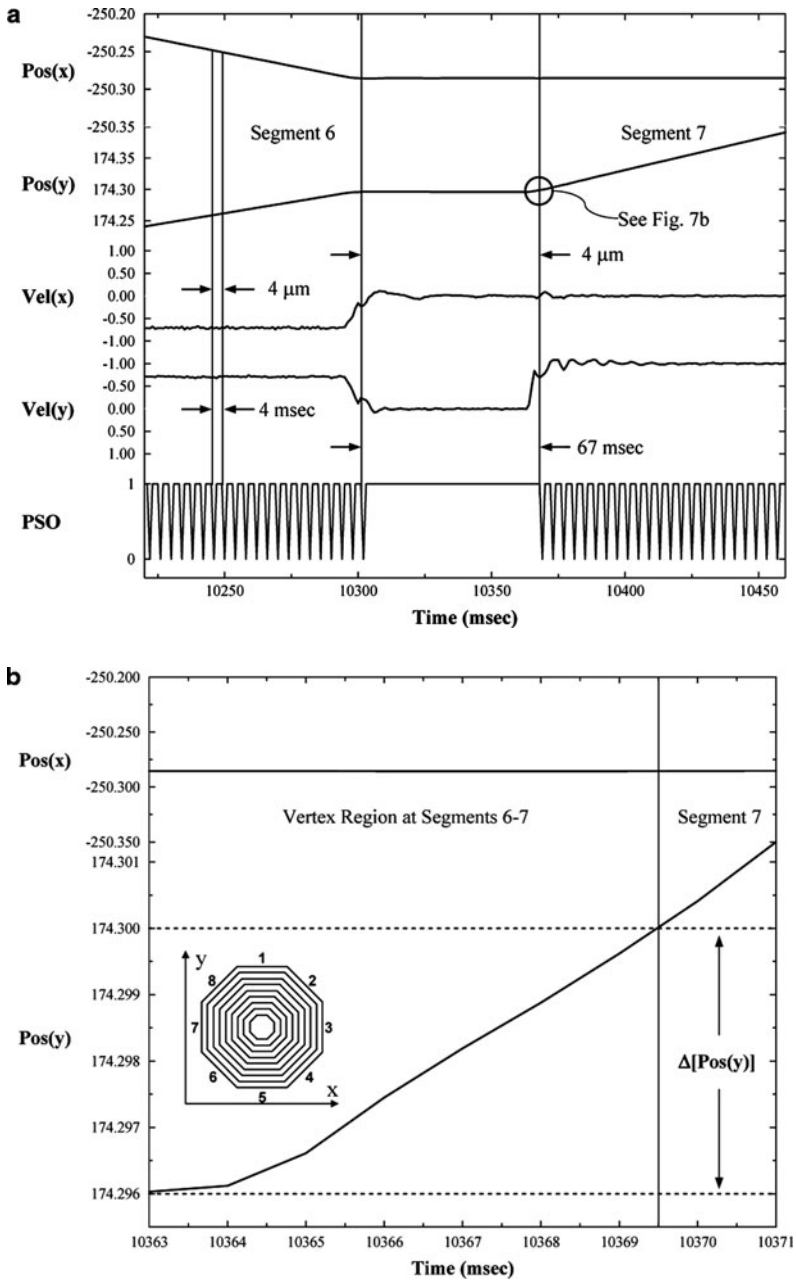 a
-250.20
-250.25
Pos(x)
-250.30
-250.35
Segment 6
Segment 7
174.35
Pos(y)
174.30
See Fig. 7b
174.25
1.00
0.50
4 μm
Vel(x)
0.00
4 μm
-0.50
-1.00
-1.00
-0.50
Vel(y)
0.00
4 msec
0.50
67 msec
1.00
1
PSO
0
10250
10300
10350
10400
10450
Time (msec)
b
-250.200
-250.250
Pos(x)
-250.300
Vertex Region at Segments 6-7
Segment 7
-250.350
174.301
174.300
174.299
y
1
8
2
7
3
6
4
5
x
Pos(y)
174.298
Δ[Pos(y)]
174.297
174.296
10363
10364
10365
10366
10367
10368
10369
10370
10371
Time (msec)